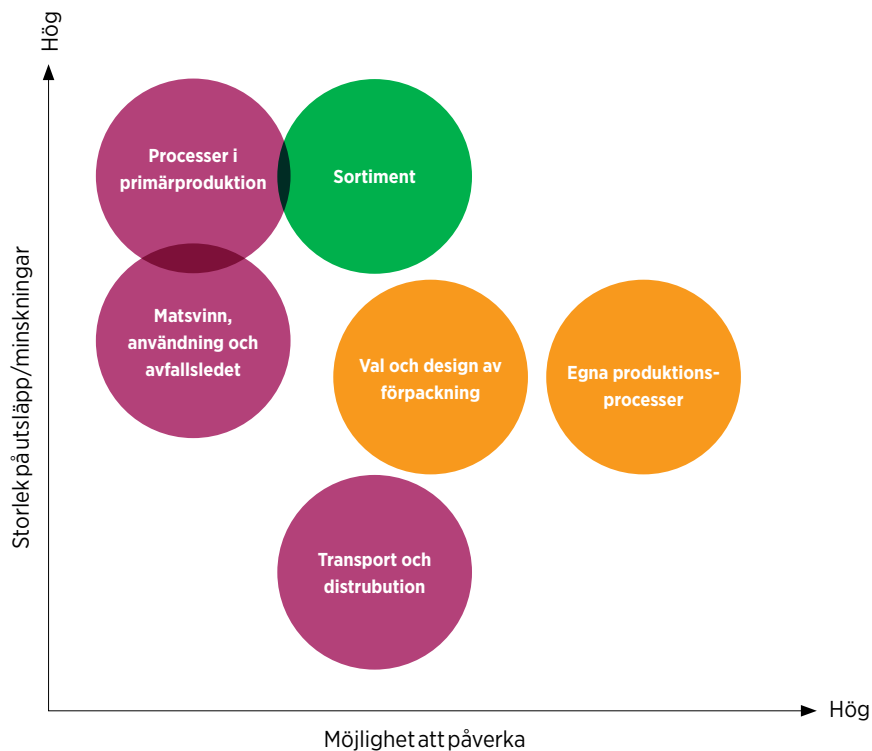 Hög
Storlek på utsläpp/minskningar
Processer i
primärproduktion
Sortiment
Matsvinn,
användning och
avfallsledet
Val och design av
förpackning
Egna produktions-
processer
Transport och
distrubution
Hög
Möjlighet att påverka